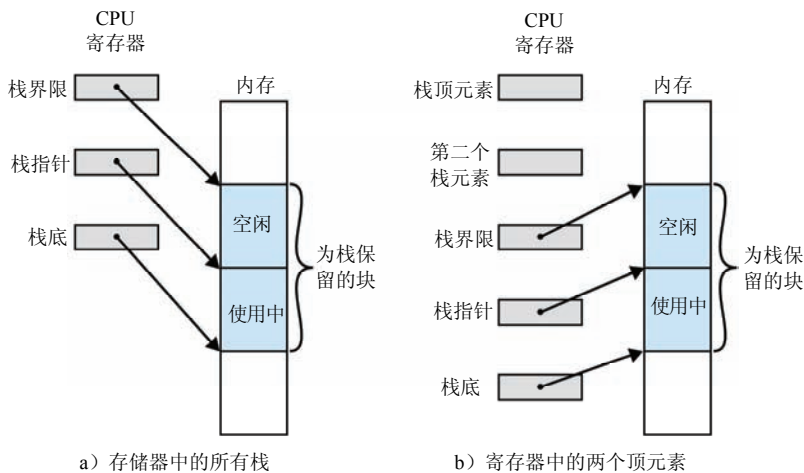 CPU
寄存器
栈界限
内存
栈指针
空闲
栈底
为栈保
留的块
使用中
a）存储器中的所有栈
CPU
寄存器
栈顶元素
内存
第二个
栈元素
空闲
栈界限
为栈保
留的块
栈指针
使用中
栈底
b）寄存器中的两个顶元素